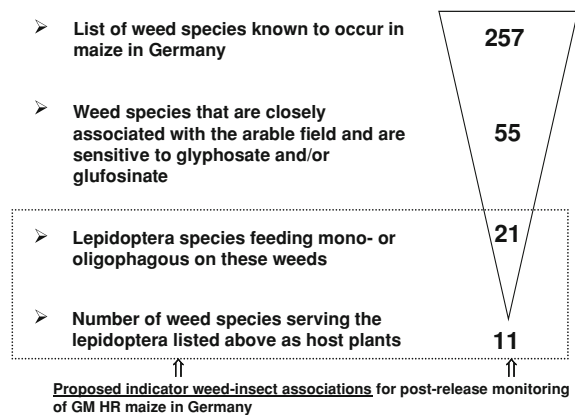 ➢ List of weed species known to occur in
maize in Germany
257
➢ Weed species that are closely
associated with the arable field and are
sensitive to glyphosate and/or
glufosinate
55
➢ Lepidoptera species feeding mono- or
oligophagous on these weeds
21
➢ Number of weed species serving the
lepidoptera listed above as host plants
11
⇑ ⇑
Proposed indicator weed-insect associations for post-release monitoring
of GM HR maize in Germany